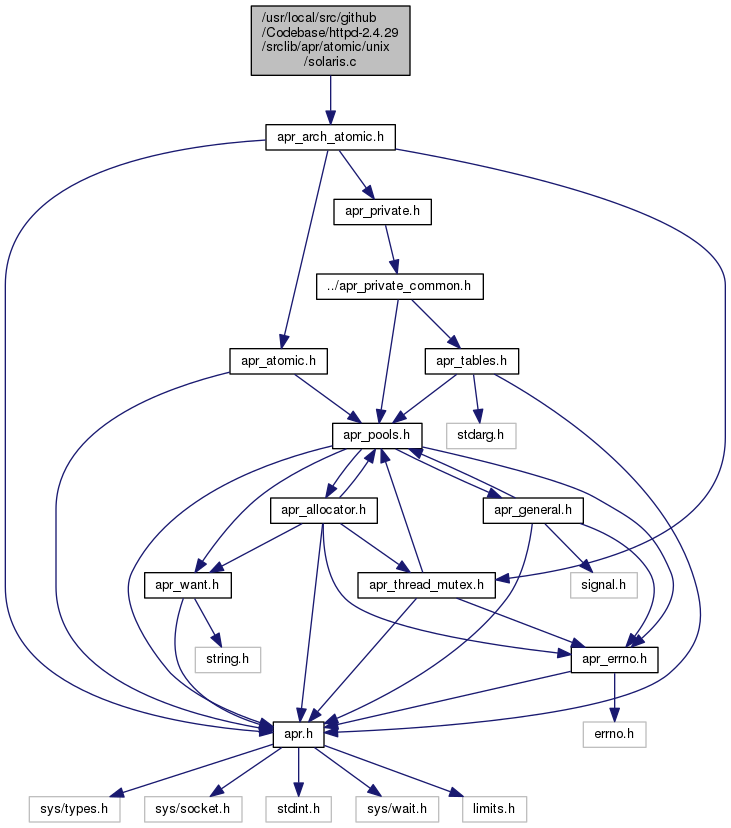 /usr/local/src/github
/Codebase/httpd-2.4.29
/srclib/apr/atomic/unix
/solaris.c
apr_arch_atomic.h
apr_private.h
../apr_private_common.h
apr_atomic.h
apr_tables.h
apr_pools.h
stdarg.h
apr_allocator.h
apr_general.h
apr_want.h
apr_thread_mutex.h
signal.h
string.h
apr_errno.h
apr.h
errno.h
sys/types.h
sys/socket.h
stdint.h
sys/wait.h
limits.h